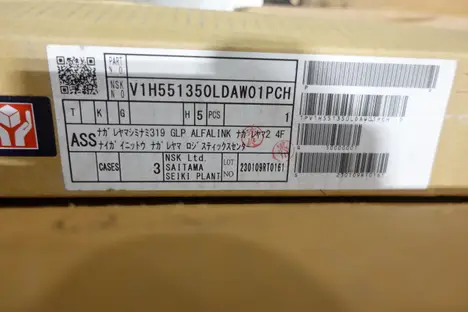 PART NO
NSK NO V1H551350LDAW01PCH
T K G H 5 PCS 1
ASS ナガレヤマシミナミ319 GLP ALFALINK ナガレヤマ2 4F
ナイガイニットウ ナガレヤマ ロジスティックスセンタ
CASES 3 NSK Ltd. SAITAMA SEIKI PLANT LOT NO 230109RT0161